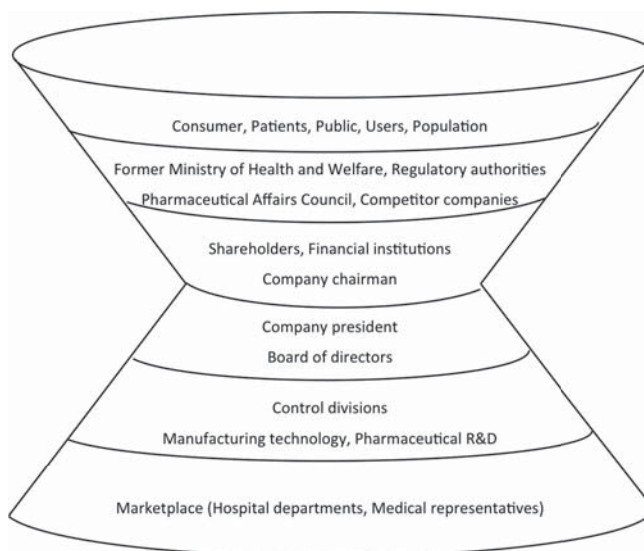 Consumer, Patients, Public, Users, Population
Former Ministry of Health and Welfare, Regulatory authorities
Pharmaceutical Affairs Council, Competitor companies
Shareholders, Financial institutions
Company chairman
Company president
Board of directors
Control divisions
Manufacturing technology, Pharmaceutical R&D
Marketplace (Hospital departments, Medical representatives)